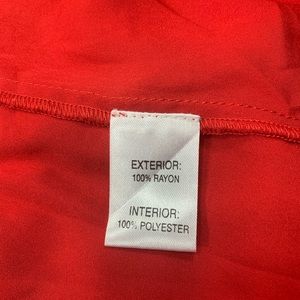 EXTERIOR:
100% RAYON
INTERIOR:
100% POLYESTER